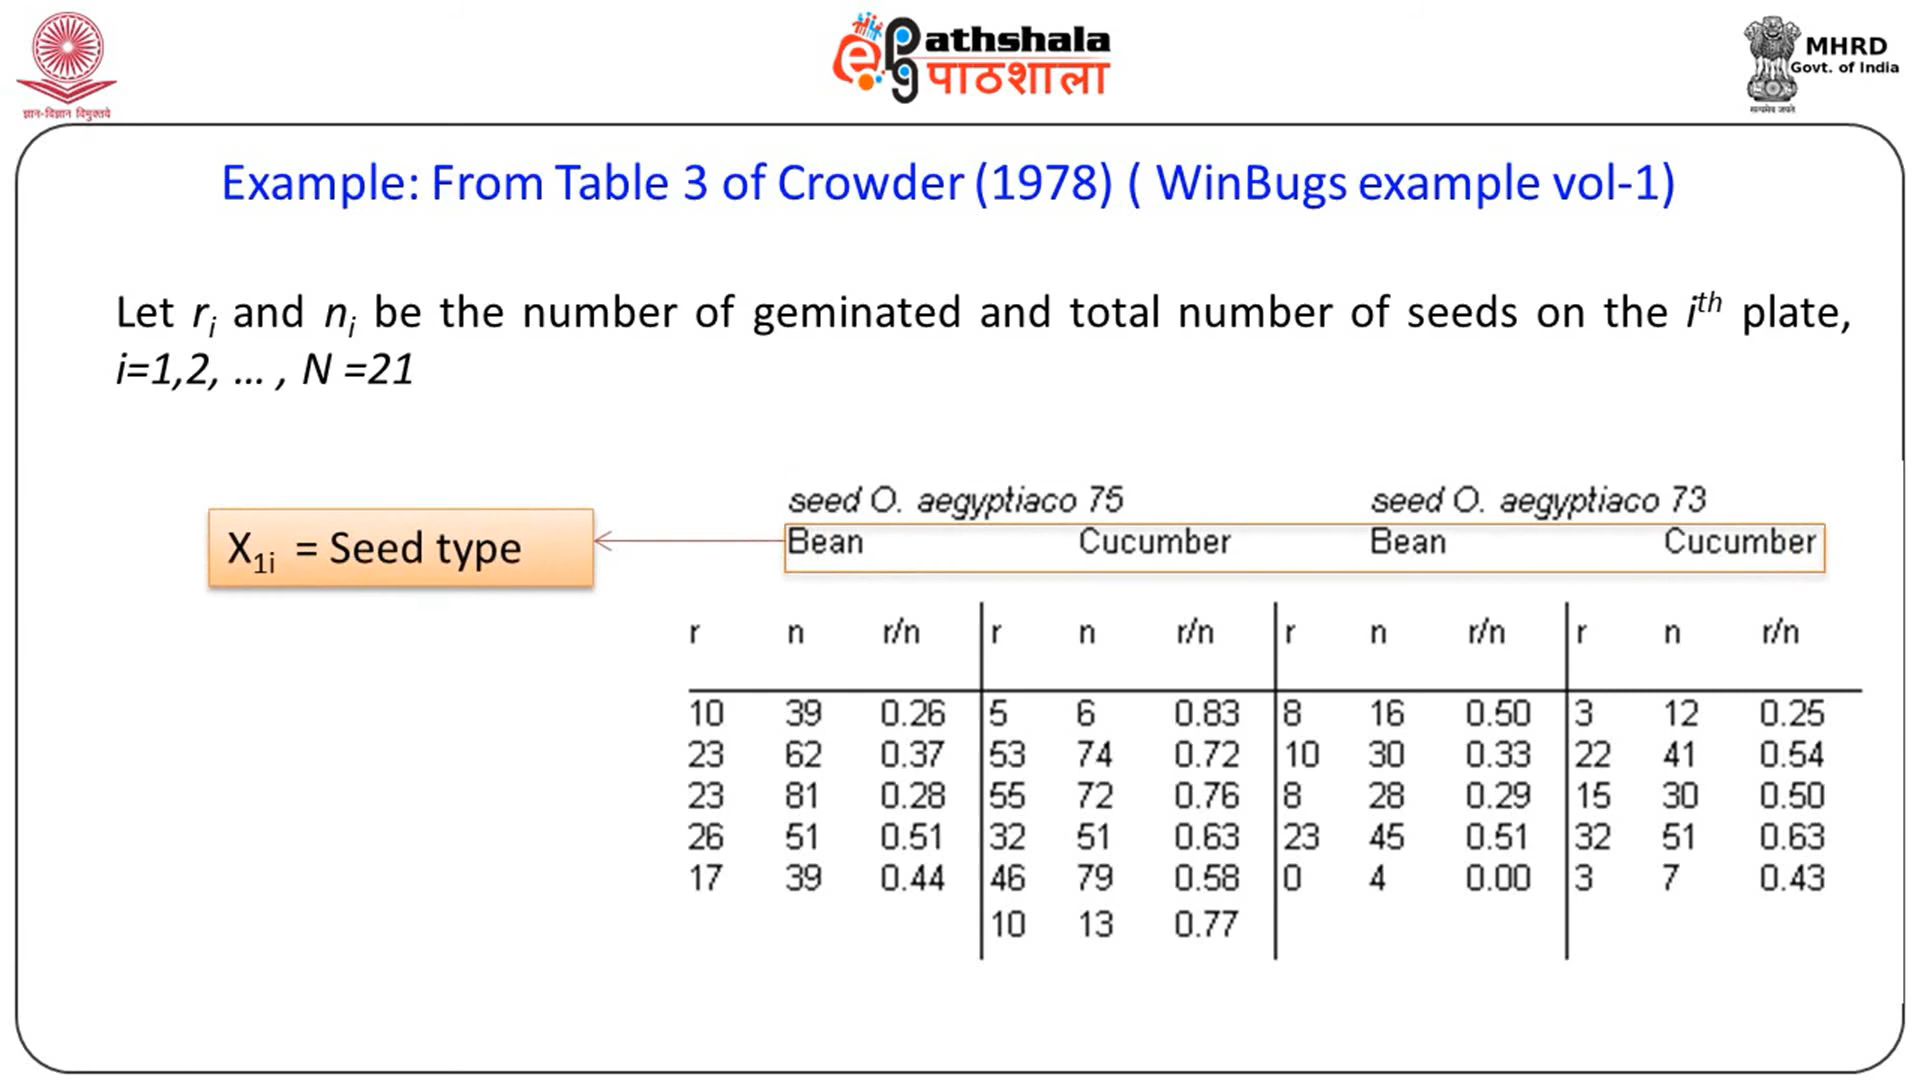 ज्ञान-विज्ञान विमुक्तये
ePathshala
पाठशाला
MHRD
Govt. of India
सत्यमेव जयते
Example: From Table 3 of Crowder (1978) ( WinBugs example vol-1)
Let ri and ni be the number of geminated and total number of seeds on the ith plate,
i=1,2, … , N =21
X1i = Seed type
seed O. aegyptiaco 75 seed O. aegyptiaco 73
Bean Cucumber Bean Cucumber
r n r/n r n r/n r n r/n r n r/n
10 39 0.26 5 6 0.83 8 16 0.50 3 12 0.25
23 62 0.37 53 74 0.72 10 30 0.33 22 41 0.54
23 81 0.28 55 72 0.76 8 28 0.29 15 30 0.50
26 51 0.51 32 51 0.63 23 45 0.51 32 51 0.63
17 39 0.44 46 79 0.58 0 4 0.00 3 7 0.43
10 13 0.77